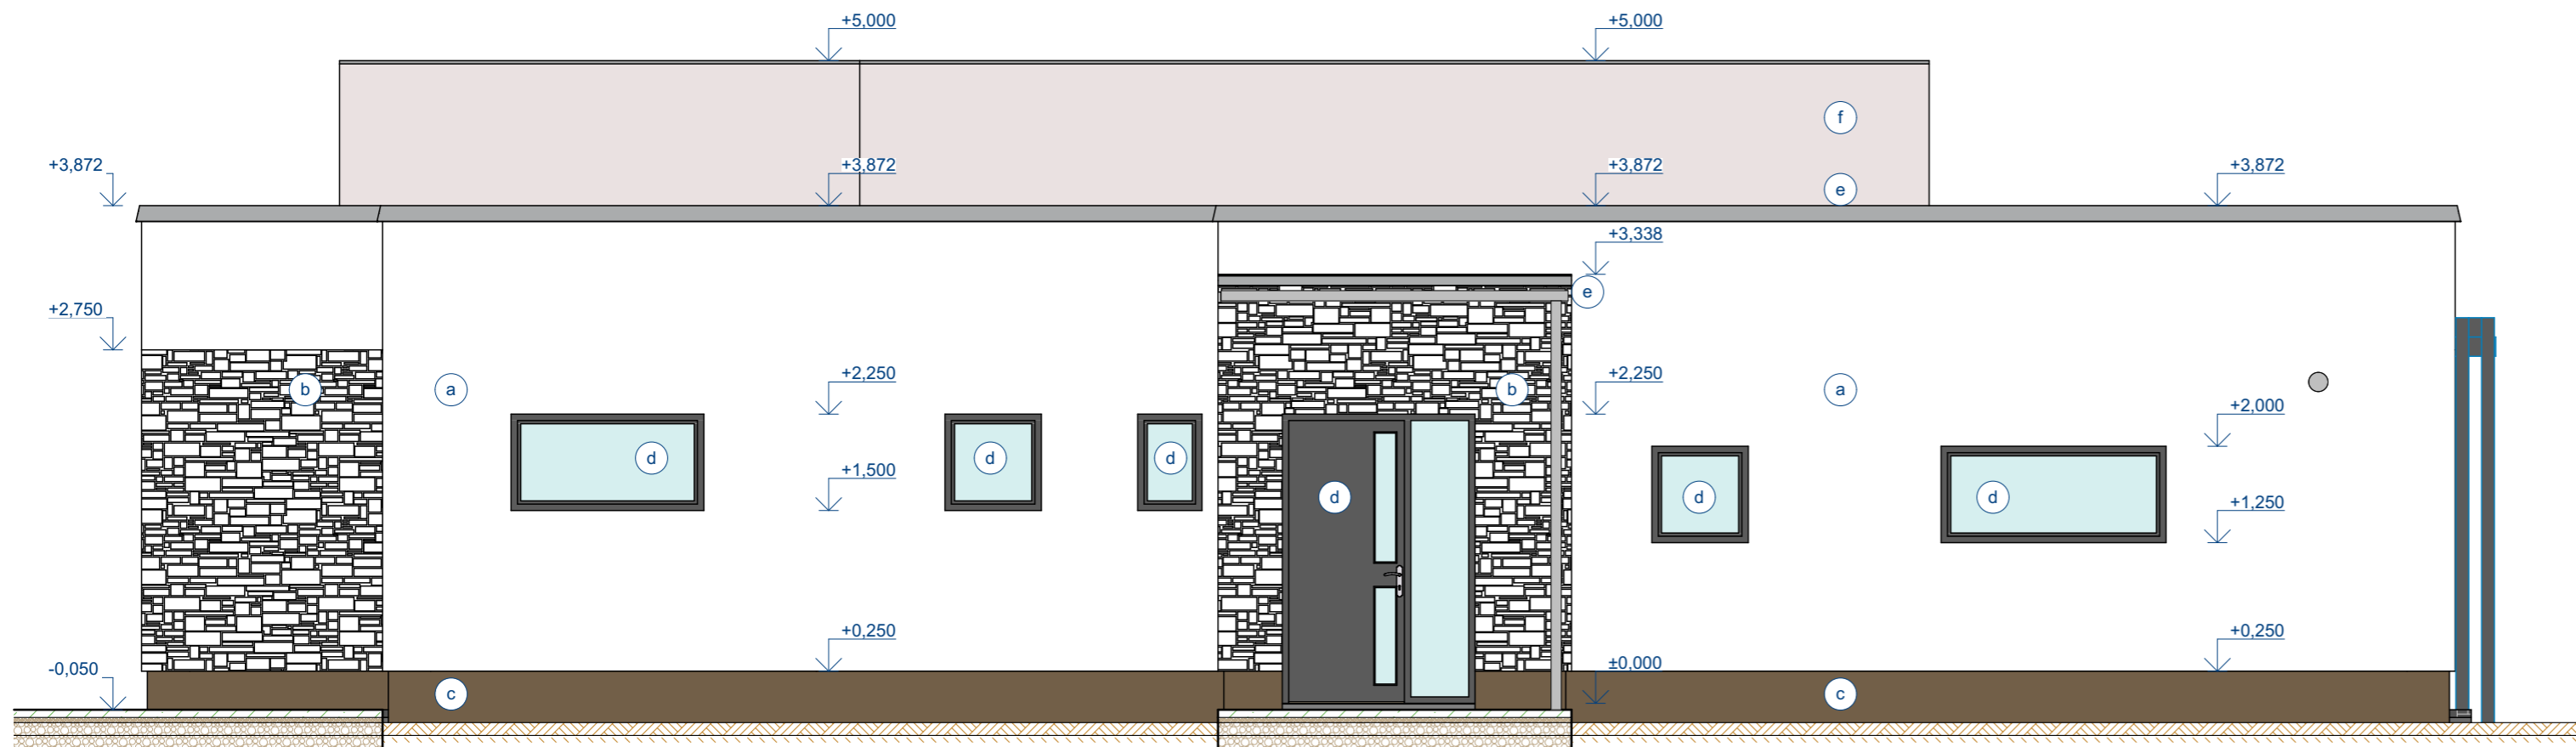 +5,000 +5,000
f
+3,872 +3,872 +3,872 +3,872
e
+3,338
e
+2,750
+2,250 +2,250
b a b a
+2,000
d d d
+1,500
d d d
+1,250
+0,250 +0,250
-0,050 ±0,000
c c